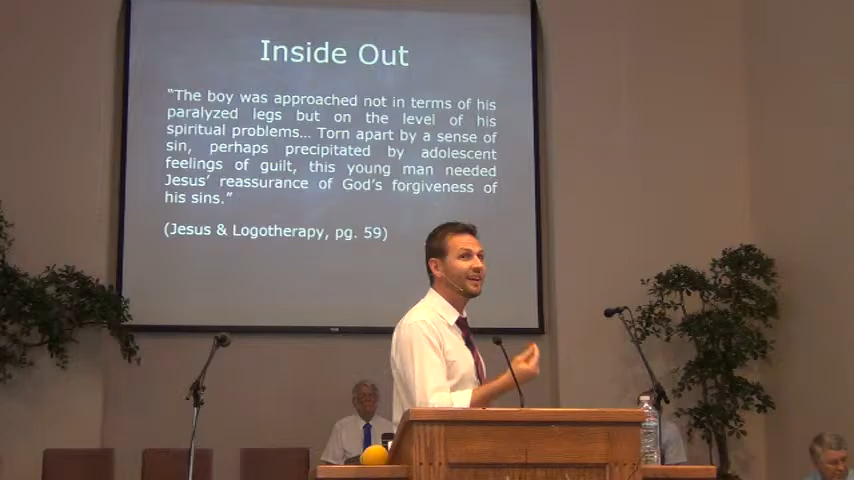 Inside Out
"The boy was approached not in terms of his
paralyzed legs but on the level of his
spiritual problems... Torn apart by a sense of
sin, perhaps precipitated by adolescent
feelings of guilt, this young man needed
Jesus' reassurance of God's forgiveness of
his sins."
(Jesus & Logotherapy, pg. 59)